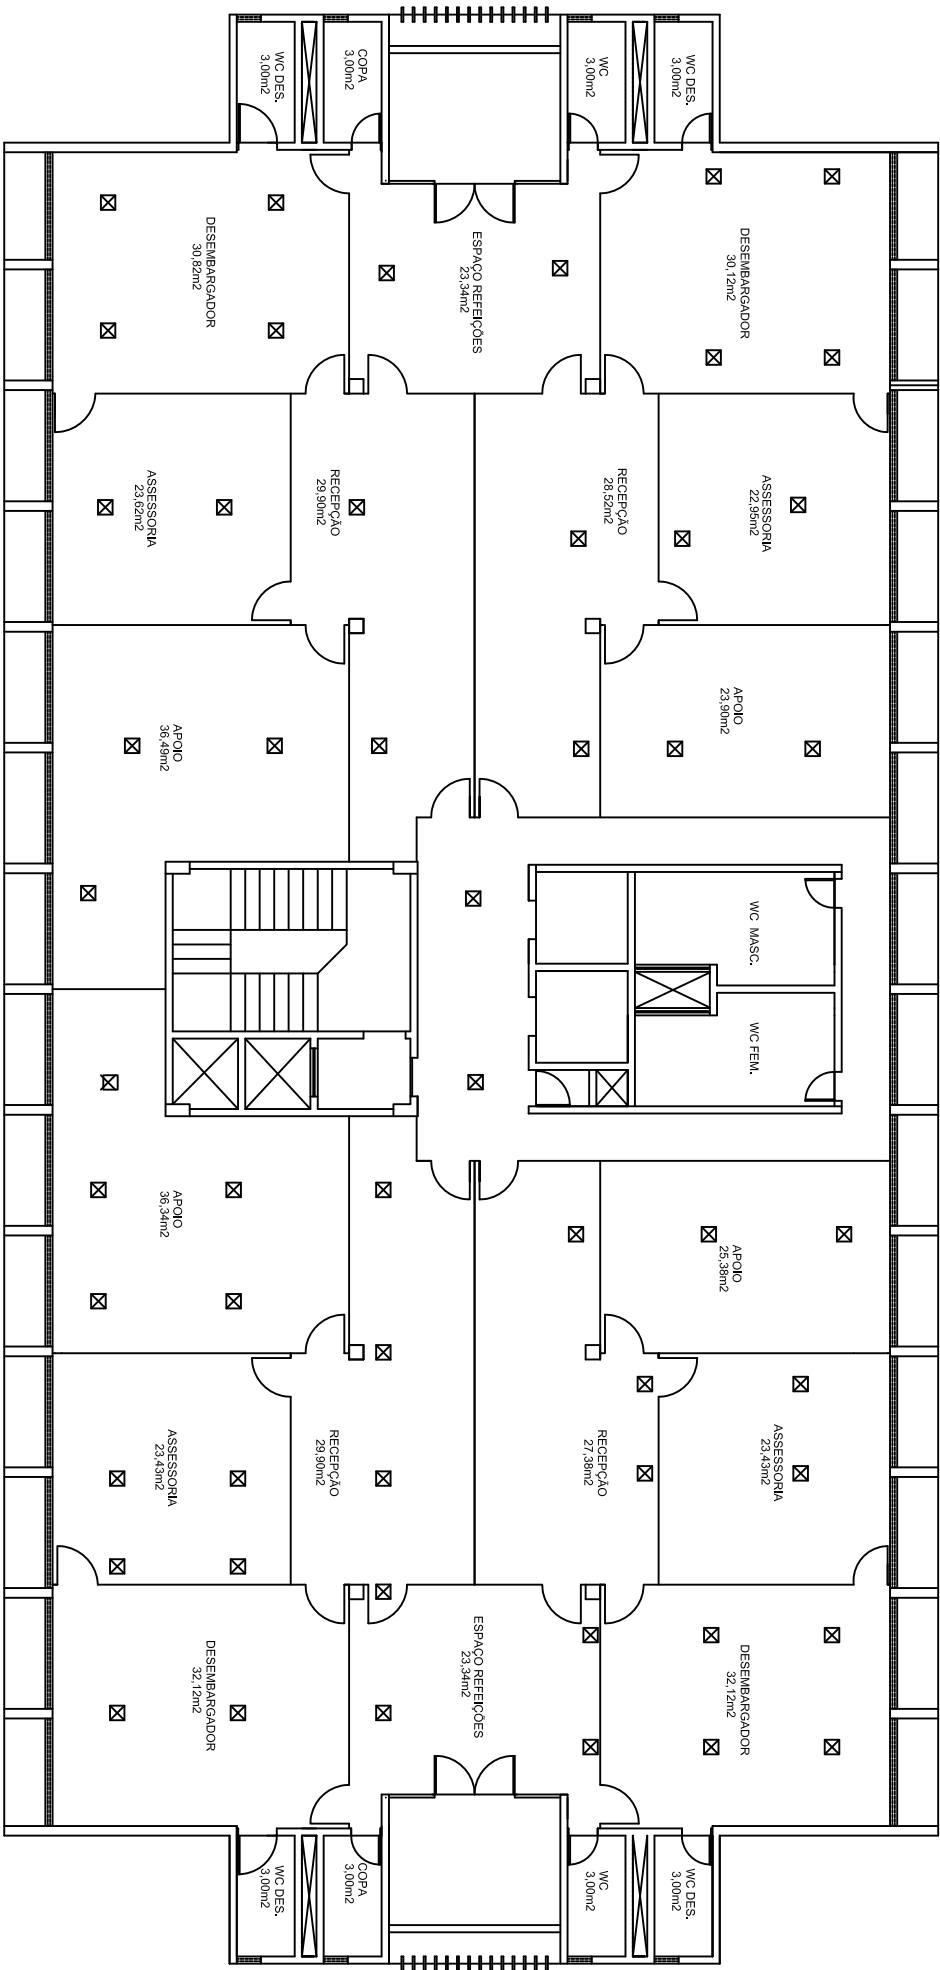 WC DES.
3,00m2
COPA
3,00m2
WC
3,00m2
WC DES.
3,00m2
DESEMBARGADOR
30,82m2
ESPAÇO REFEIÇÕES
23,34m2
DESEMBARGADOR
30,12m2
ASSESSORIA
23,62m2
RECEPÇÃO
29,90m2
RECEPÇÃO
28,52m2
ASSESSORIA
22,95m2
APOIO
36,49m2
APOIO
23,90m2
WC MASC.
WC FEM.
APOIO
36,34m2
APOIO
25,38m2
ASSESSORIA
23,43m2
RECEPÇÃO
29,90m2
RECEPÇÃO
27,38m2
ASSESSORIA
23,43m2
DESEMBARGADOR
32,12m2
ESPAÇO REFEIÇÕES
23,34m2
DESEMBARGADOR
32,12m2
WC DES.
3,00m2
COPA
3,00m2
WC
3,00m2
WC DES.
3,00m2